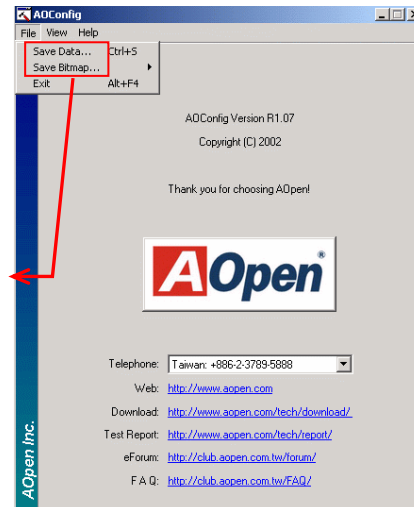 AOConfig
File View Help
Save Data... Ctrl+S
Save Bitmap...
Exit Alt+F4
AOConfig Version R1.07
Copyright (C) 2002
Thank you for choosing AOpen!
AOpen®
Telephone: Taiwan: +886-2-3789-5888
Web: http://www.aopen.com
Download: http://www.aopen.com/tech/download/
Test Report: http://www.aopen.com/tech/report/
eForum: http://club.aopen.com.tw/forum/
F A Q: http://club.aopen.com.tw/FAQ/
AOpen Inc.